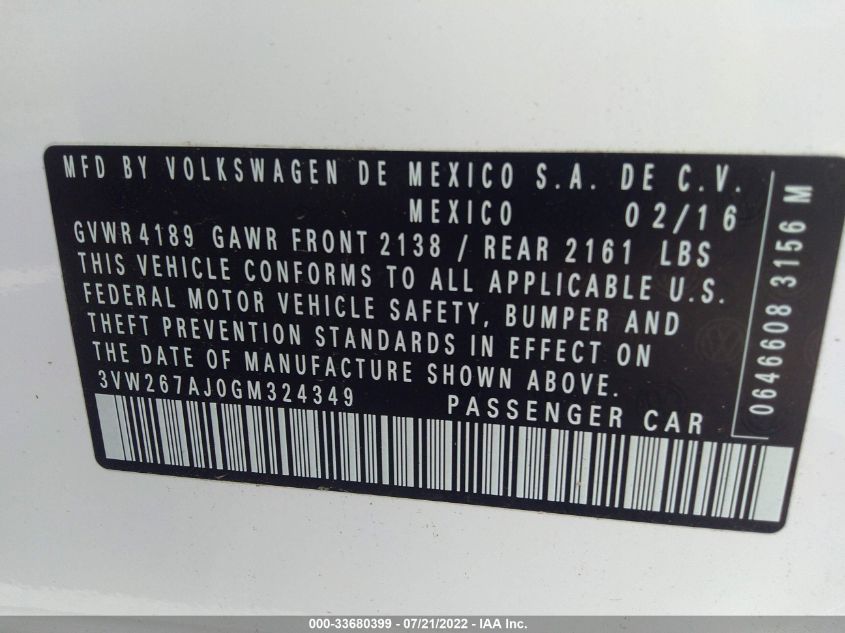 MFD BY VOLKSWAGEN DE MEXICO S.A. DE C.V.
MEXICO 02/16
GVWR 4189 GAWR FRONT 2138 / REAR 2161 LBS
THIS VEHICLE CONFORMS TO ALL APPLICABLE U.S.
FEDERAL MOTOR VEHICLE SAFETY, BUMPER AND
THEFT PREVENTION STANDARDS IN EFFECT ON
THE DATE OF MANUFACTURE SHOWN ABOVE.
3VW267AJ0GM324349 PASSENGER CAR
0646608 3156 M
000-33680399 - 07/21/2022 - IAA Inc.